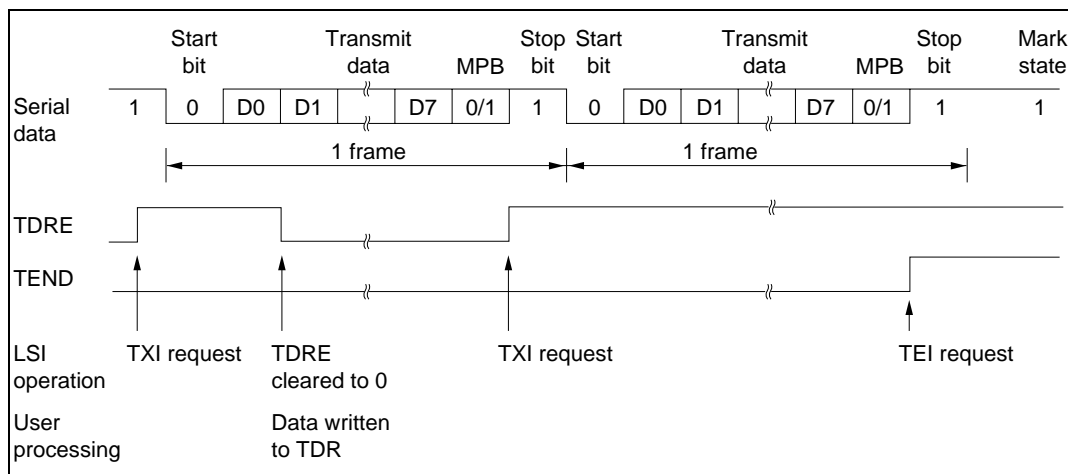 Start bit Transmit data MPB Stop bit Start bit Transmit data MPB Stop bit Mark state
Serial data 1 0 D0 D1 D7 0/1 1 0 D0 D1 D7 0/1 1 1
1 frame 1 frame
TDRE
TEND
LSI operation TXI request TDRE cleared to 0 TXI request TEI request
User processing Data written to TDR